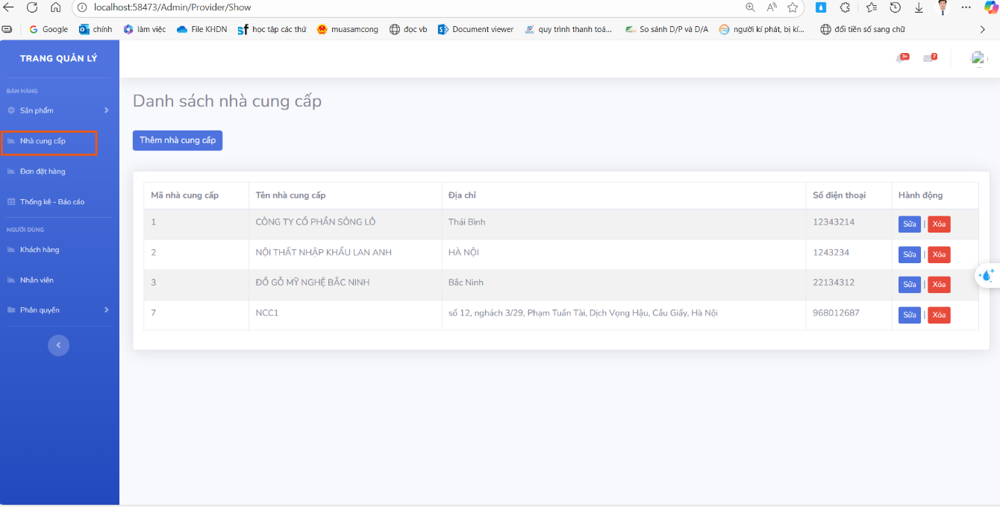 localhost:58473/Admin/Provider/Show
Google chính làm việc File KHDN học tập các thứ muasamcong đọc vb Document viewer quy trình thanh toá... So sánh D/P và D/A người kí phát, bị kí... đổi tiền số sang chữ
TRANG QUẢN LÝ
3+ 7
BÁN HÀNG
Sản phẩm
Nhà cung cấp
Đơn đặt hàng
Thống kê - Báo cáo
NGƯỜI DÙNG
Khách hàng
Nhân viên
Phân quyền
Danh sách nhà cung cấp
Thêm nhà cung cấp
Mã nhà cung cấp Tên nhà cung cấp Địa chỉ Số điện thoại Hành động
1 CÔNG TY CỔ PHẦN SÔNG LÔ Thái Bình 12343214 Sửa | Xóa
2 NỘI THẤT NHẬP KHẨU LAN ANH HÀ NỘI 1243234 Sửa | Xóa
3 ĐỒ GỖ MỸ NGHỆ BẮC NINH Bắc Ninh 22134312 Sửa | Xóa
7 NCC1 số 12, nghách 3/29, Phạm Tuấn Tài, Dịch Vọng Hậu, Cầu Giấy, Hà Nội 968012687 Sửa | Xóa